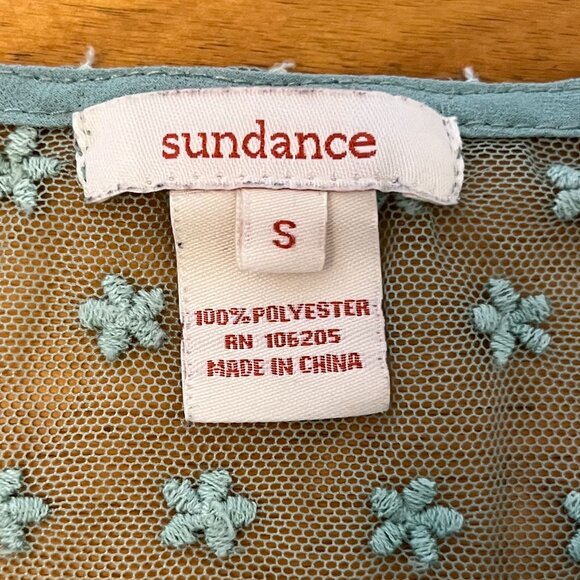 sundance
S
100% POLYESTER
RN 106205
MADE IN CHINA